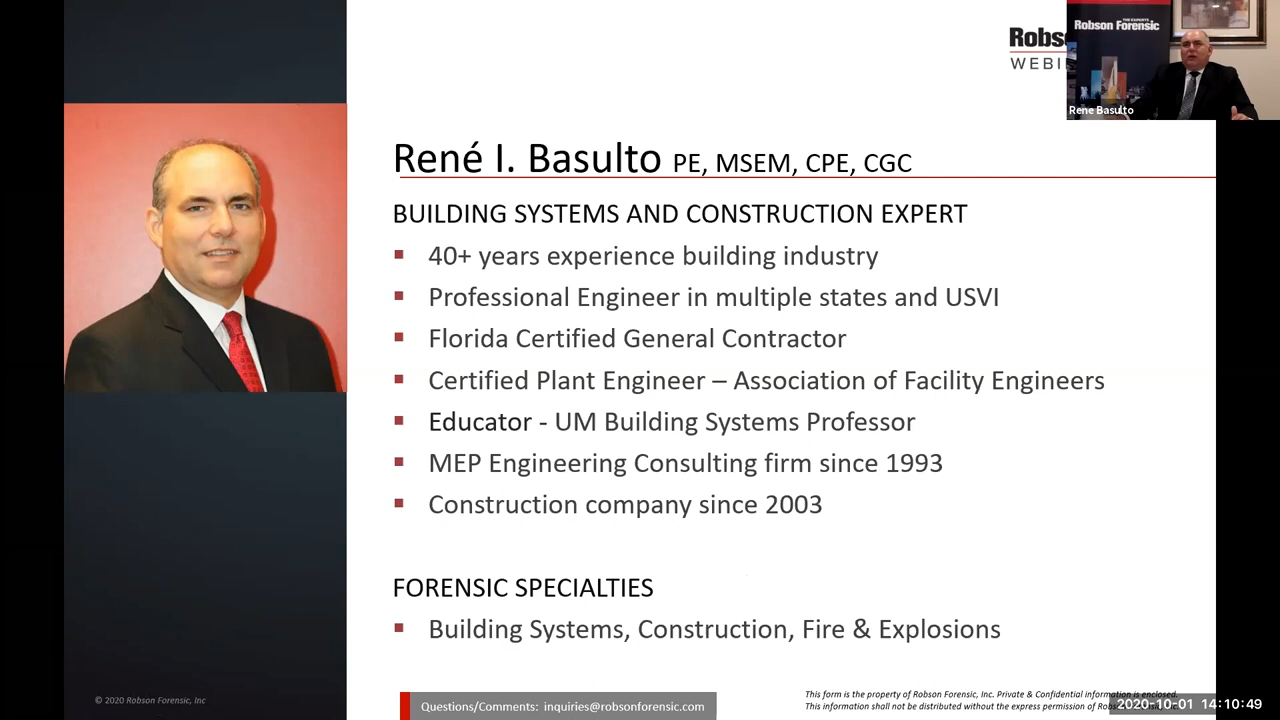 Robs
WEBI
THE EXPERTS
Robson Forensic
Rene Basulto
René I. Basulto PE, MSEM, CPE, CGC
BUILDING SYSTEMS AND CONSTRUCTION EXPERT
▪ 40+ years experience building industry
▪ Professional Engineer in multiple states and USVI
▪ Florida Certified General Contractor
▪ Certified Plant Engineer – Association of Facility Engineers
▪ Educator - UM Building Systems Professor
▪ MEP Engineering Consulting firm since 1993
▪ Construction company since 2003
FORENSIC SPECIALTIES
▪ Building Systems, Construction, Fire & Explosions
© 2020 Robson Forensic, Inc
Questions/Comments: inquiries@robsonforensic.com
This form is the property of Robson Forensic, Inc. Private & Confidential information is enclosed.
This information shall not be distributed without the express permission of Robs
2020-10-01 14:10:49